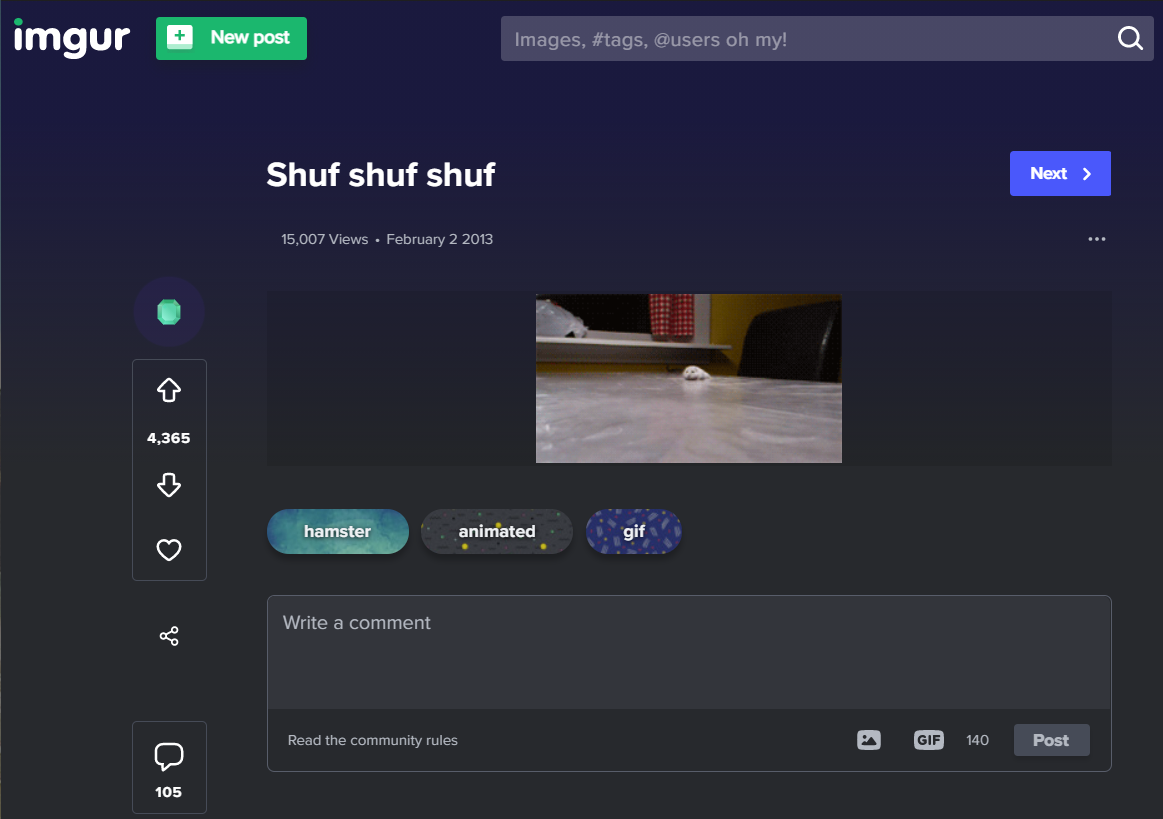 imgur
New post
Images, #tags, @users oh my!
Shuf shuf shuf
Next
15,007 Views • February 2 2013
4,365
hamster
animated
gif
Write a comment
Read the community rules
GIF
140
Post
105